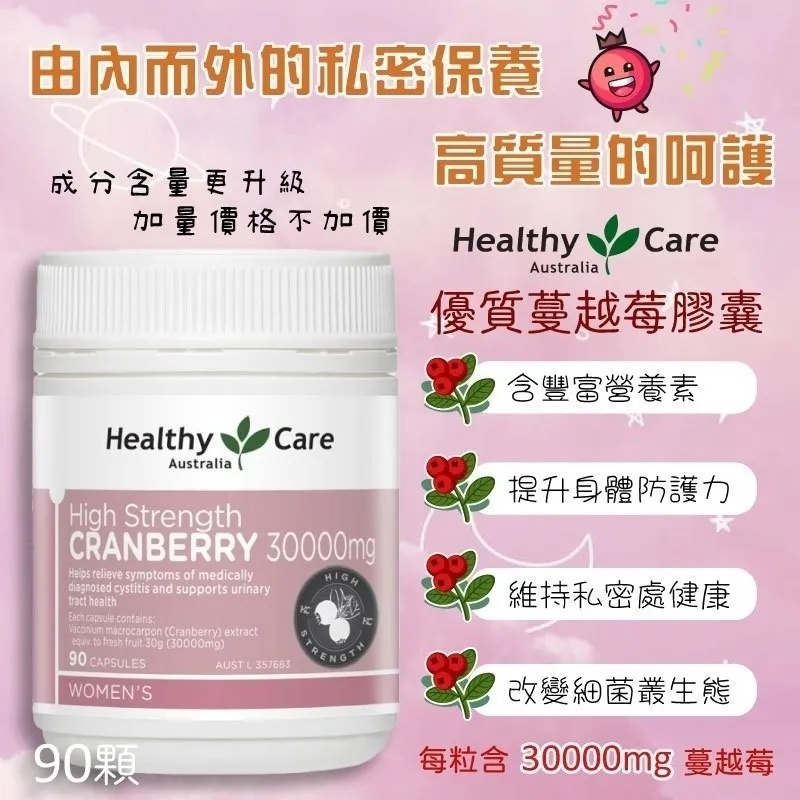 由內而外的私密保養
高質量的呵護
成分含量更升級
加量價格不加價
Healthy Care
Australia
優質蔓越莓膠囊
含豐富營養素
提升身體防護力
維持私密處健康
改變細菌叢生態
每粒含 30000mg 蔓越莓
Healthy Care
Australia
High Strength
CRANBERRY 30000mg
Helps relieve symptoms of medically
diagnosed cystitis and supports urinary
tract health
Each capsule contains:
Vaccinium macrocarpon (Cranberry) extract
equiv. to fresh fruit 30g (30000mg)
90 CAPSULES
AUST L 357683
HIGH
HC
HC
STRENGTH
WOMEN'S
90顆